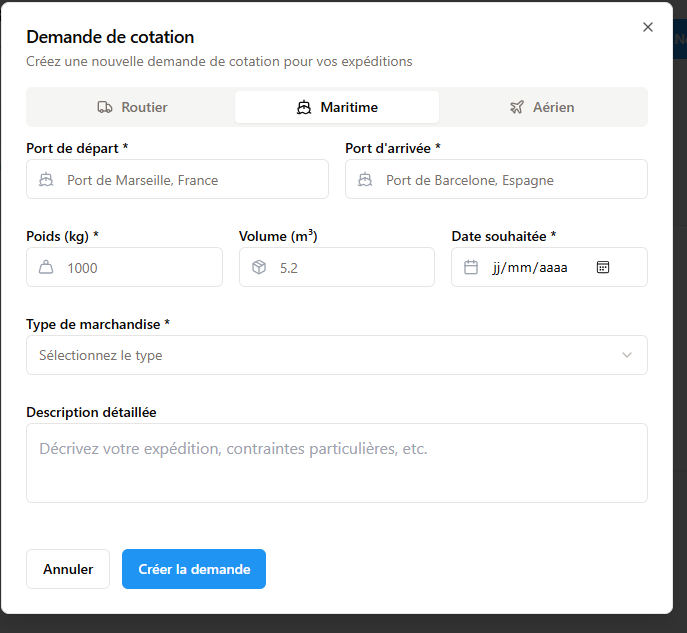 Demande de cotation
Créez une nouvelle demande de cotation pour vos expéditions
Routier Maritime Aérien
Port de départ * Port d'arrivée *
Port de Marseille, France Port de Barcelone, Espagne
Poids (kg) * Volume (m³) Date souhaitée *
1000 5.2 jj/mm/aaaa
Type de marchandise *
Sélectionnez le type
Description détaillée
Décrivez votre expédition, contraintes particulières, etc.
Annuler Créer la demande